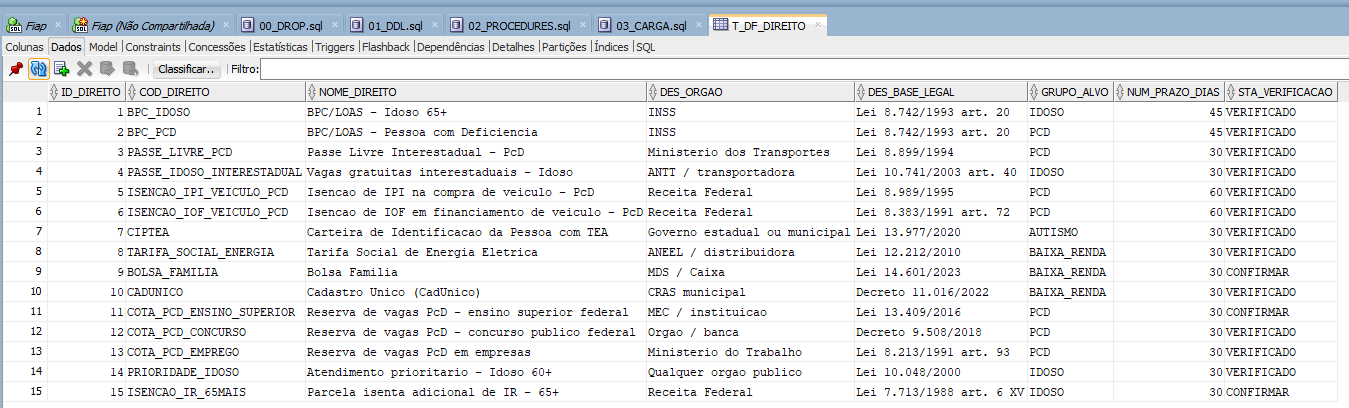 Fiap Fiap (Não Compartilhada) 00_DROP.sql 01_DDL.sql 02_PROCEDURES.sql 03_CARGA.sql T_DF_DIREITO
Colunas Dados Model Constraints Concessões Estatísticas Triggers Flashback Dependências Detalhes Partições Índices SQL
Classificar.. Filtro:
ID_DIREITO COD_DIREITO NOME_DIREITO DES_ORGAO DES_BASE_LEGAL GRUPO_ALVO NUM_PRAZO_DIAS STA_VERIFICACAO
1 1 BPC_IDOSO BPC/LOAS - Idoso 65+ INSS Lei 8.742/1993 art. 20 IDOSO 45 VERIFICADO
2 2 BPC_PCD BPC/LOAS - Pessoa com Deficiencia INSS Lei 8.742/1993 art. 20 PCD 45 VERIFICADO
3 3 PASSE_LIVRE_PCD Passe Livre Interestadual - PcD Ministerio dos Transportes Lei 8.899/1994 PCD 30 VERIFICADO
4 4 PASSE_IDOSO_INTERESTADUAL Vagas gratuitas interestaduais - Idoso ANTT / transportadora Lei 10.741/2003 art. 40 IDOSO 30 VERIFICADO
5 5 ISENCAO_IPI_VEICULO_PCD Isencao de IPI na compra de veiculo - PcD Receita Federal Lei 8.989/1995 PCD 60 VERIFICADO
6 6 ISENCAO_IOF_VEICULO_PCD Isencao de IOF em financiamento de veiculo - PcD Receita Federal Lei 8.383/1991 art. 72 PCD 60 VERIFICADO
7 7 CIPTEA Carteira de Identificacao da Pessoa com TEA Governo estadual ou municipal Lei 13.977/2020 AUTISMO 30 VERIFICADO
8 8 TARIFA_SOCIAL_ENERGIA Tarifa Social de Energia Eletrica ANEEL / distribuidora Lei 12.212/2010 BAIXA_RENDA 30 VERIFICADO
9 9 BOLSA_FAMILIA Bolsa Familia MDS / Caixa Lei 14.601/2023 BAIXA_RENDA 30 CONFIRMAR
10 10 CADUNICO Cadastro Unico (CadUnico) CRAS municipal Decreto 11.016/2022 BAIXA_RENDA 30 VERIFICADO
11 11 COTA_PCD_ENSINO_SUPERIOR Reserva de vagas PcD - ensino superior federal MEC / instituicao Lei 13.409/2016 PCD 30 CONFIRMAR
12 12 COTA_PCD_CONCURSO Reserva de vagas PcD - concurso publico federal Orgao / banca Decreto 9.508/2018 PCD 30 VERIFICADO
13 13 COTA_PCD_EMPREGO Reserva de vagas PcD em empresas Ministerio do Trabalho Lei 8.213/1991 art. 93 PCD 30 VERIFICADO
14 14 PRIORIDADE_IDOSO Atendimento prioritario - Idoso 60+ Qualquer orgao publico Lei 10.048/2000 IDOSO 30 VERIFICADO
15 15 ISENCAO_IR_65MAIS Parcela isenta adicional de IR - 65+ Receita Federal Lei 7.713/1988 art. 6 XV IDOSO 30 CONFIRMAR